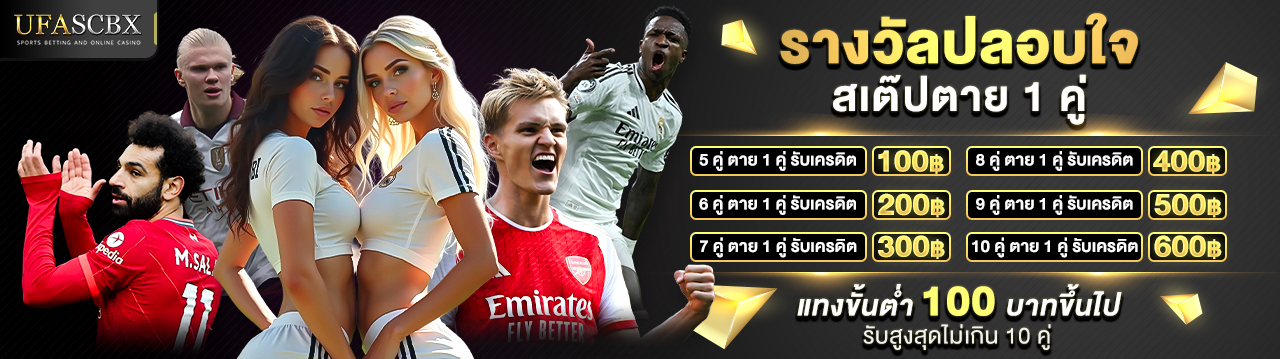 UFASCBX
SPORTS BETTING AND ONLINE CASINO
รางวัลปลอบใจ
สเต๊ปตาย 1 คู่
5 คู่ ตาย 1 คู่ รับเครดิต 100฿
8 คู่ ตาย 1 คู่ รับเครดิต 400฿
6 คู่ ตาย 1 คู่ รับเครดิต 200฿
9 คู่ ตาย 1 คู่ รับเครดิต 500฿
7 คู่ ตาย 1 คู่ รับเครดิต 300฿
10 คู่ ตาย 1 คู่ รับเครดิต 600฿
แทงขั้นต่ำ 100 บาทขึ้นไป
รับสูงสุดไม่เกิน 10 คู่
pedia
M.SA
11
Emirates
FLY BETTER
Emirates